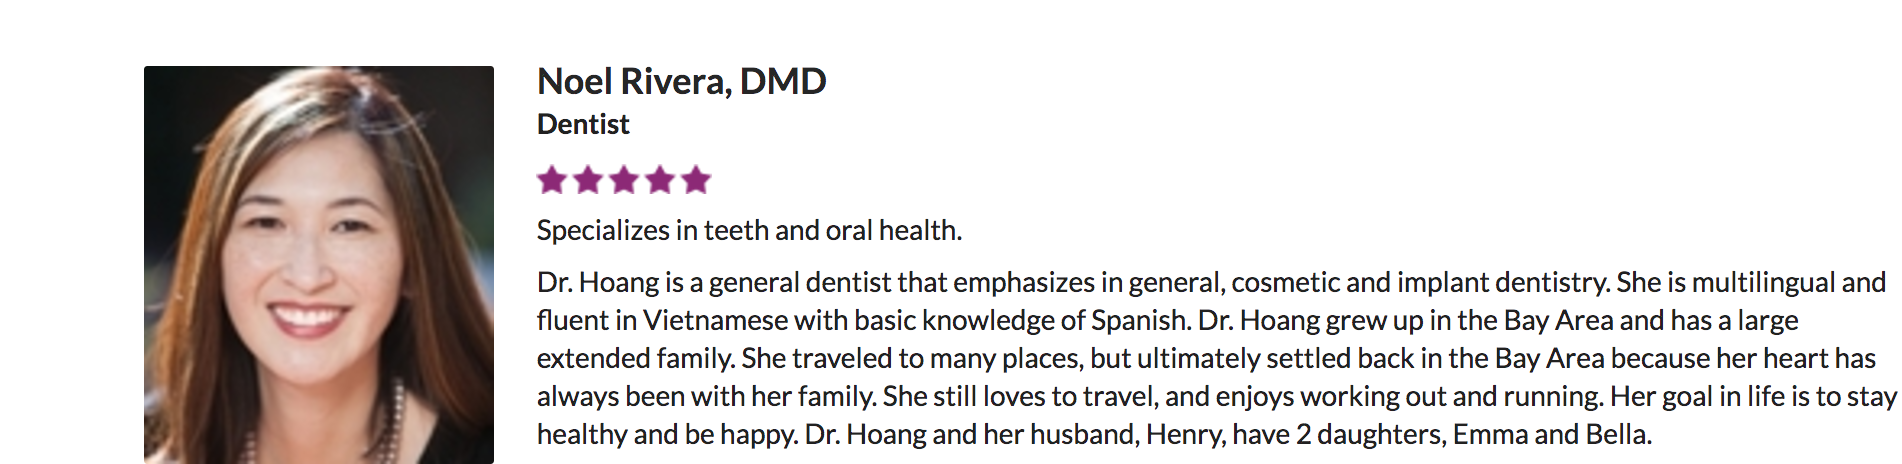 Noel Rivera, DMD
Dentist
Specializes in teeth and oral health.
Dr. Hoang is a general dentist that emphasizes in general, cosmetic and implant dentistry. She is multilingual and
fluent in Vietnamese with basic knowledge of Spanish. Dr. Hoang grew up in the Bay Area and has a large
extended family. She traveled to many places, but ultimately settled back in the Bay Area because her heart has
always been with her family. She still loves to travel, and enjoys working out and running. Her goal in life is to stay
healthy and be happy. Dr. Hoang and her husband, Henry, have 2 daughters, Emma and Bella.